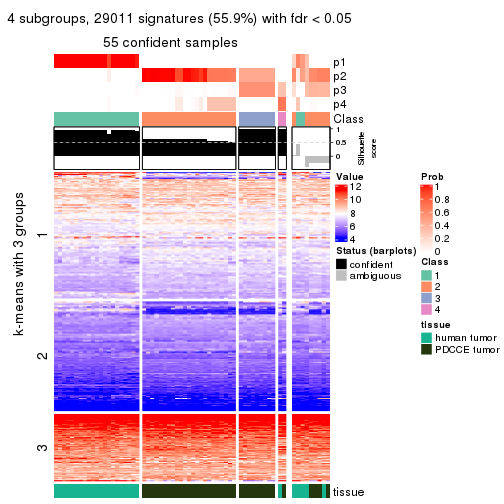 4 subgroups, 29011 signatures (55.9%) with fdr < 0.05
55 confident samples
p1
p2
p3
p4
Class
1
0.5
0
Silhouette
score
k-means with 3 groups
1
2
3
tissue
Value
12
10
8
6
4
Status (barplots)
confident
ambiguous
Prob
1
0.8
0.6
0.4
0.2
0
Class
1
2
3
4
tissue
human tumor
PDCCE tumor